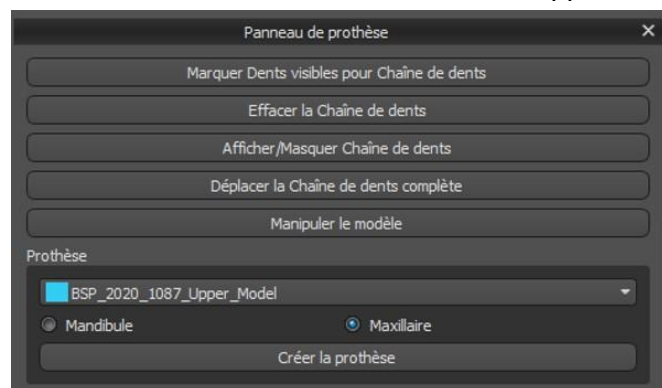 Panneau de prothèse
Marquer Dents visibles pour Chaîne de dents
Effacer la Chaîne de dents
Afficher/Masquer Chaîne de dents
Déplacer la Chaîne de dents complète
Manipuler le modèle
Prothèse
BSP_2020_1087_Upper_Model
Mandibule Maxillaire
Créer la prothèse